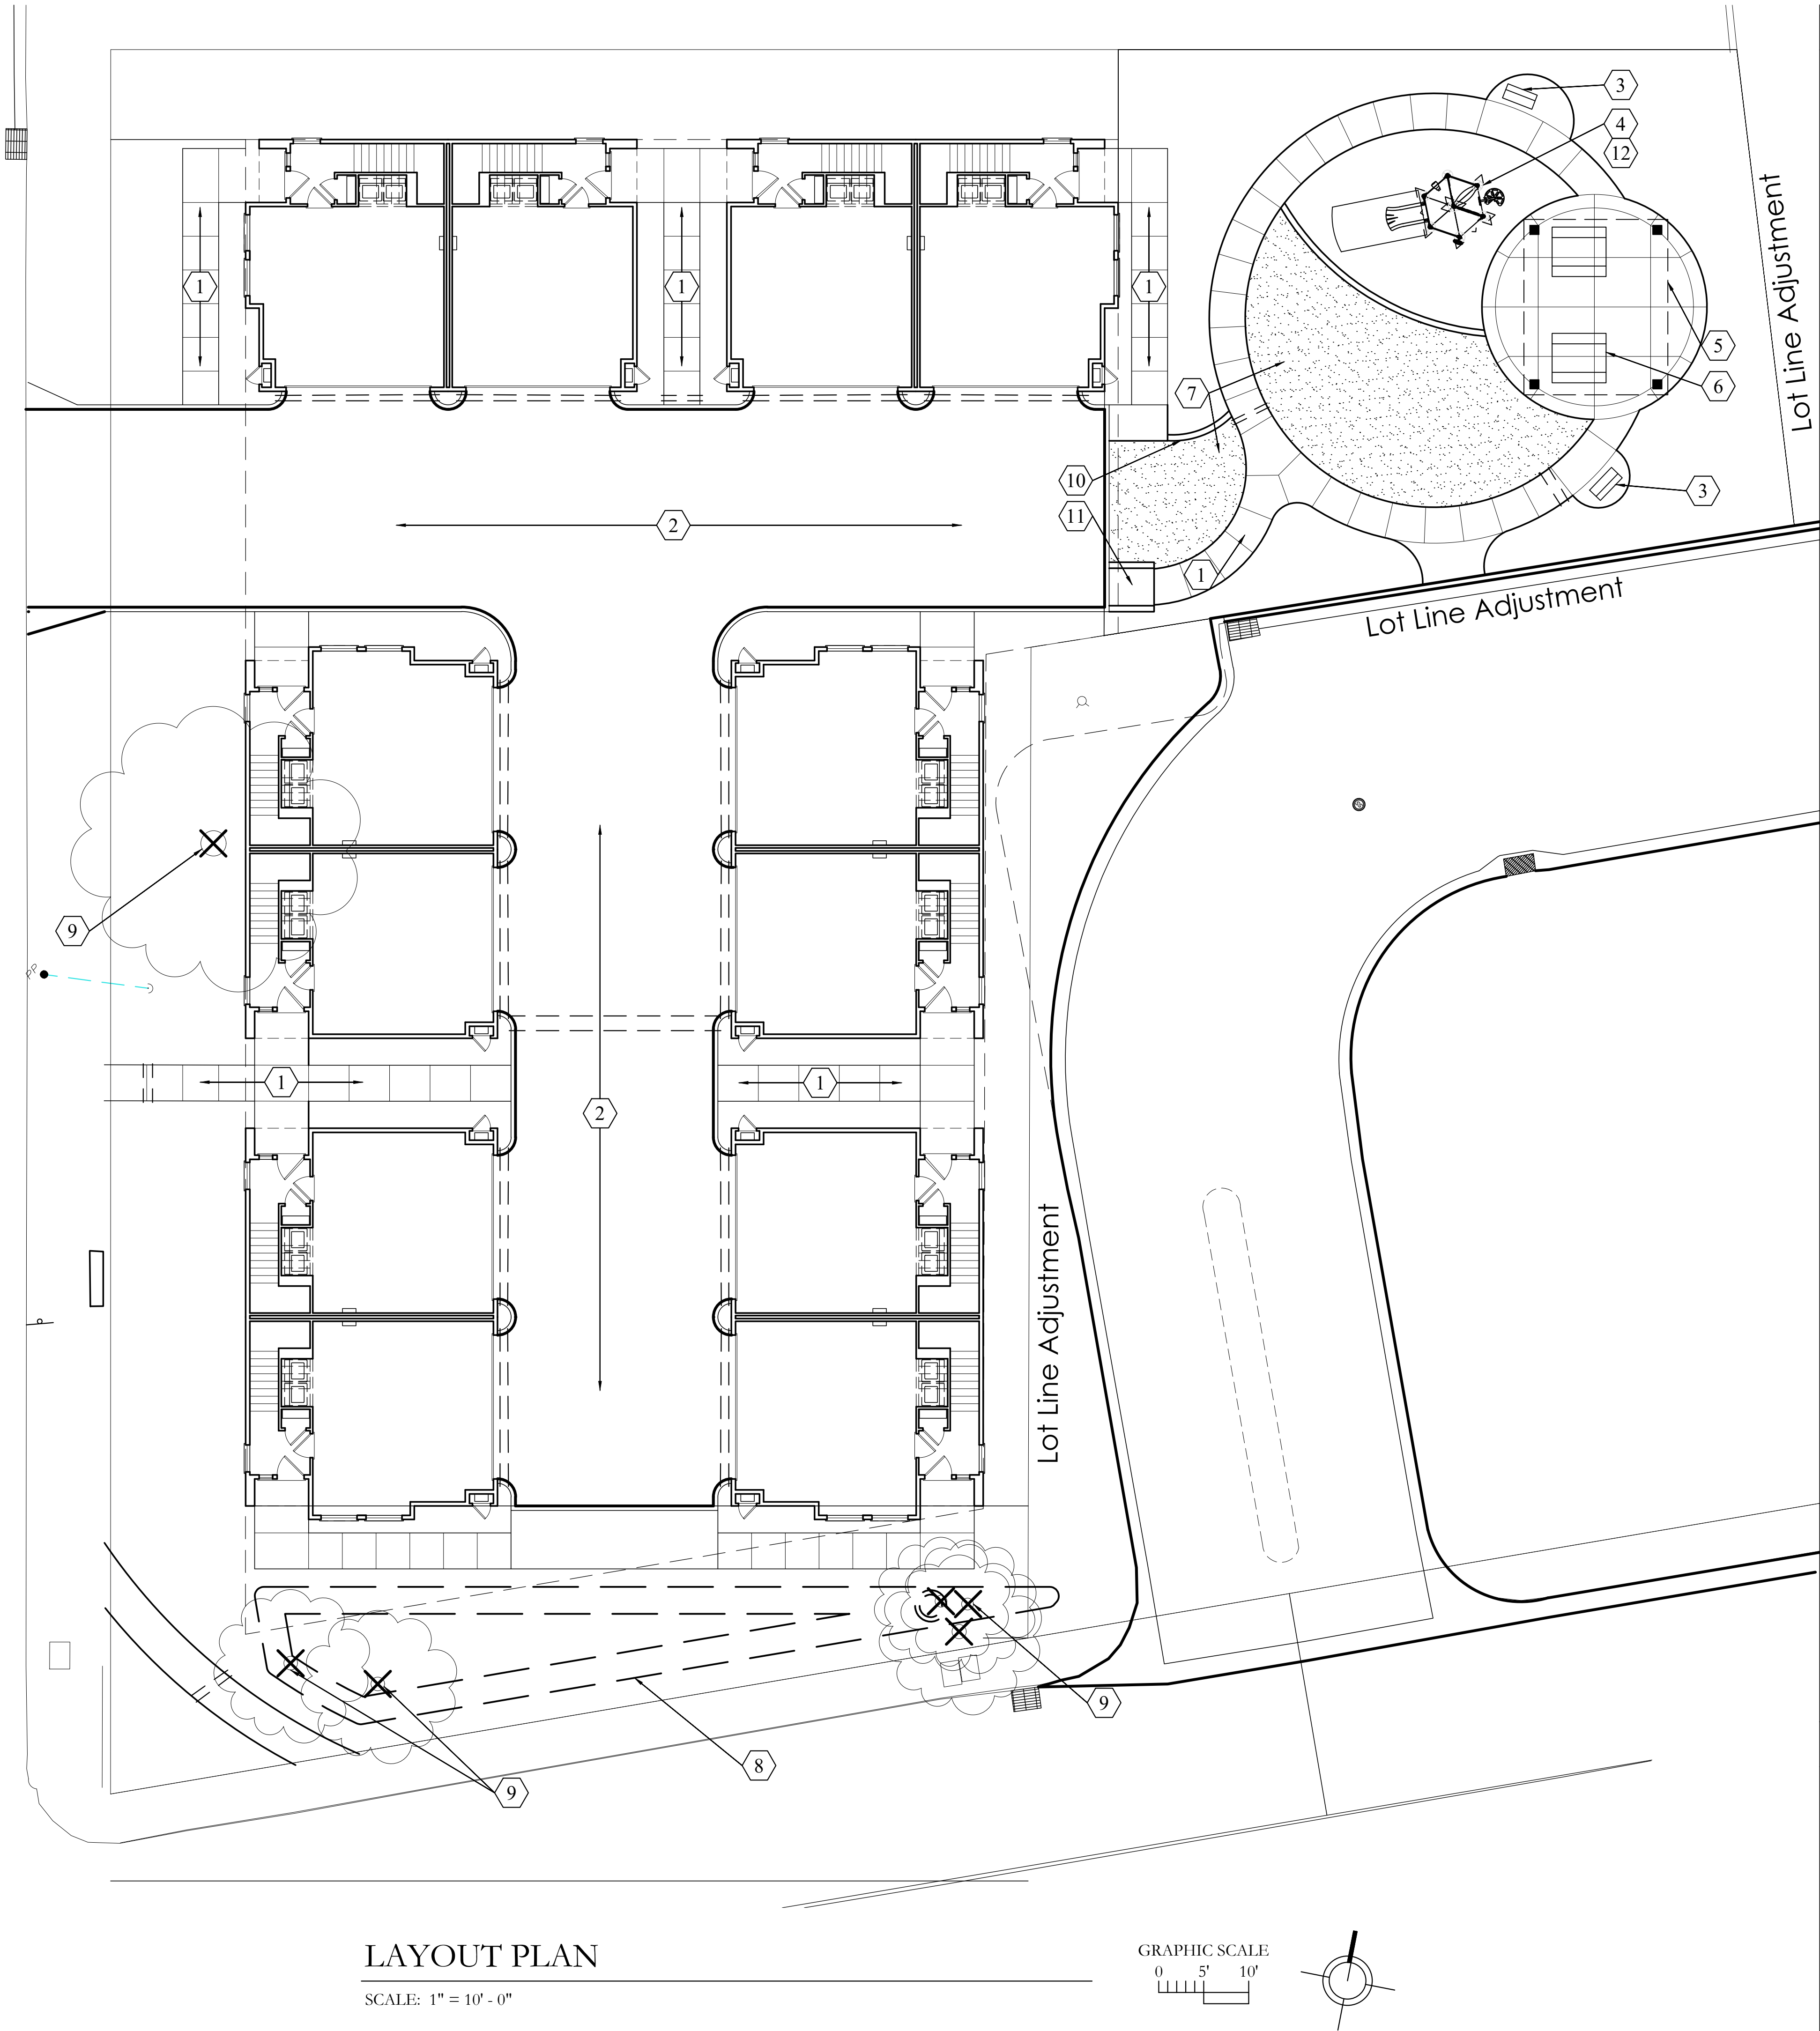 3
4
12
Lot Line Adjustment
1
1
1
5
6
7
10
3
11
2
1
Lot Line Adjustment
9
PP
1
1
2
Lot Line Adjustment
9
8
9
LAYOUT PLAN
SCALE: 1" = 10' - 0"
GRAPHIC SCALE
0 5' 10'